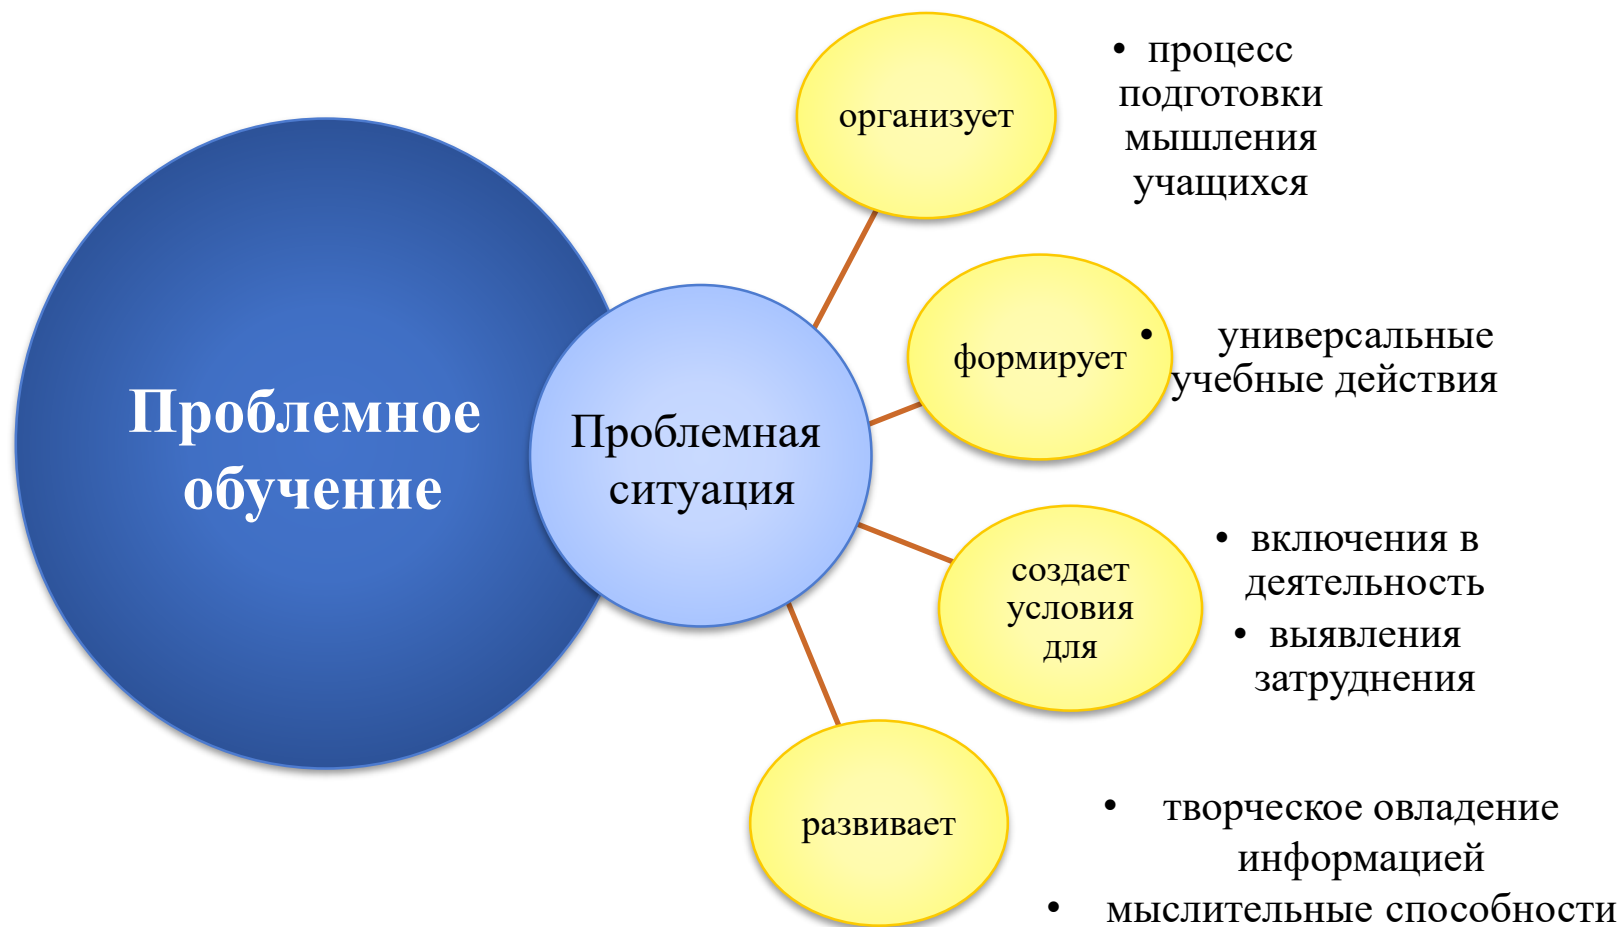 Проблемное
обучение
Проблемная
ситуация
организует
• процесс
подготовки
мышления
учащихся
формирует
• универсальные
учебные действия
создает
условия
для
• включения в
деятельность
• выявления
затруднения
развивает
• творческое овладение
информацией
• мыслительные способности